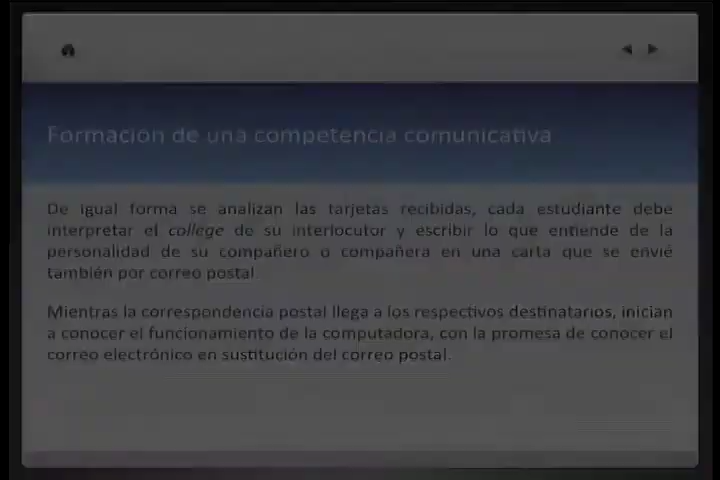 Formación de una competencia comunicativa
De igual forma se analizan las tarjetas recibidas, cada estudiante debe
interpretar el college de su interlocutor y escribir lo que entiende de la
personalidad de su compañero o compañera en una carta que se envié
también por correo postal.
Mientras la correspondencia postal llega a los respectivos destinatarios, inician
a conocer el funcionamiento de la computadora, con la promesa de conocer el
correo electrónico en sustitución del correo postal.